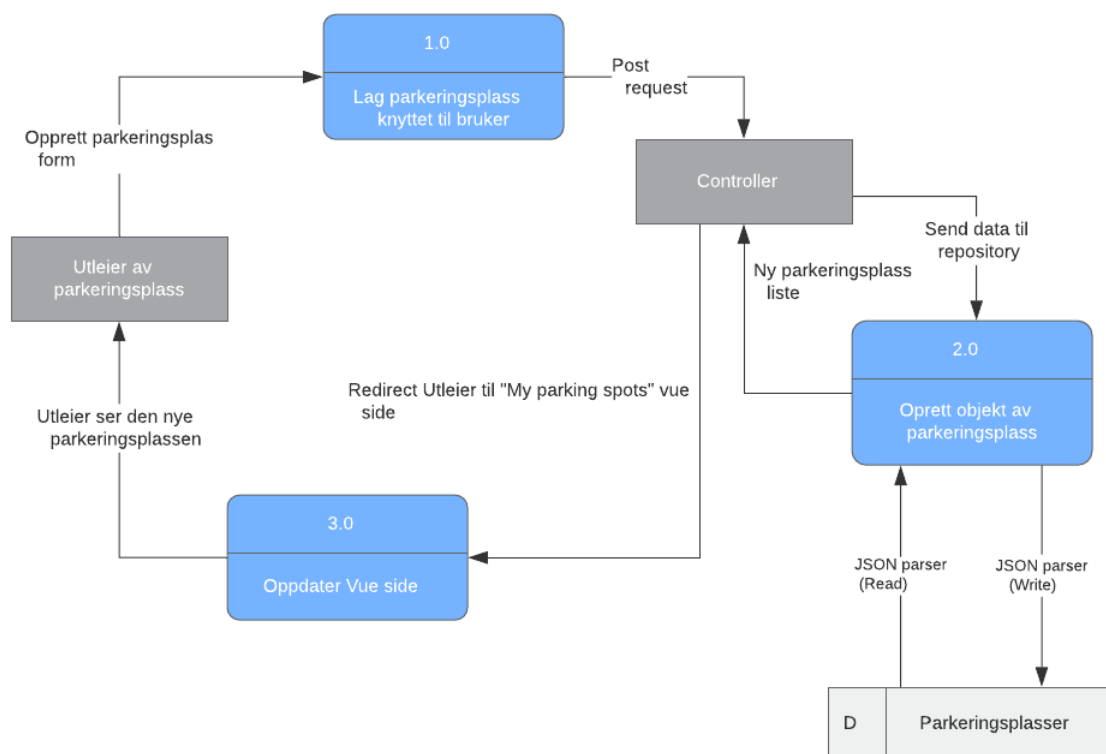 1.0
Lag parkeringsplass
knyttet til bruker
Post
request
Opprett parkeringsplas
form
Controller
Utleier av
parkeringsplass
Send data til
repository
Ny parkeringsplass
liste
2.0
Oprett objekt av
parkeringsplass
Redirect Utleier til "My parking spots" vue
side
Utleier ser den nye
parkeringsplassen
3.0
Oppdater Vue side
JSON parser
(Read)
JSON parser
(Write)
D
Parkeringsplasser